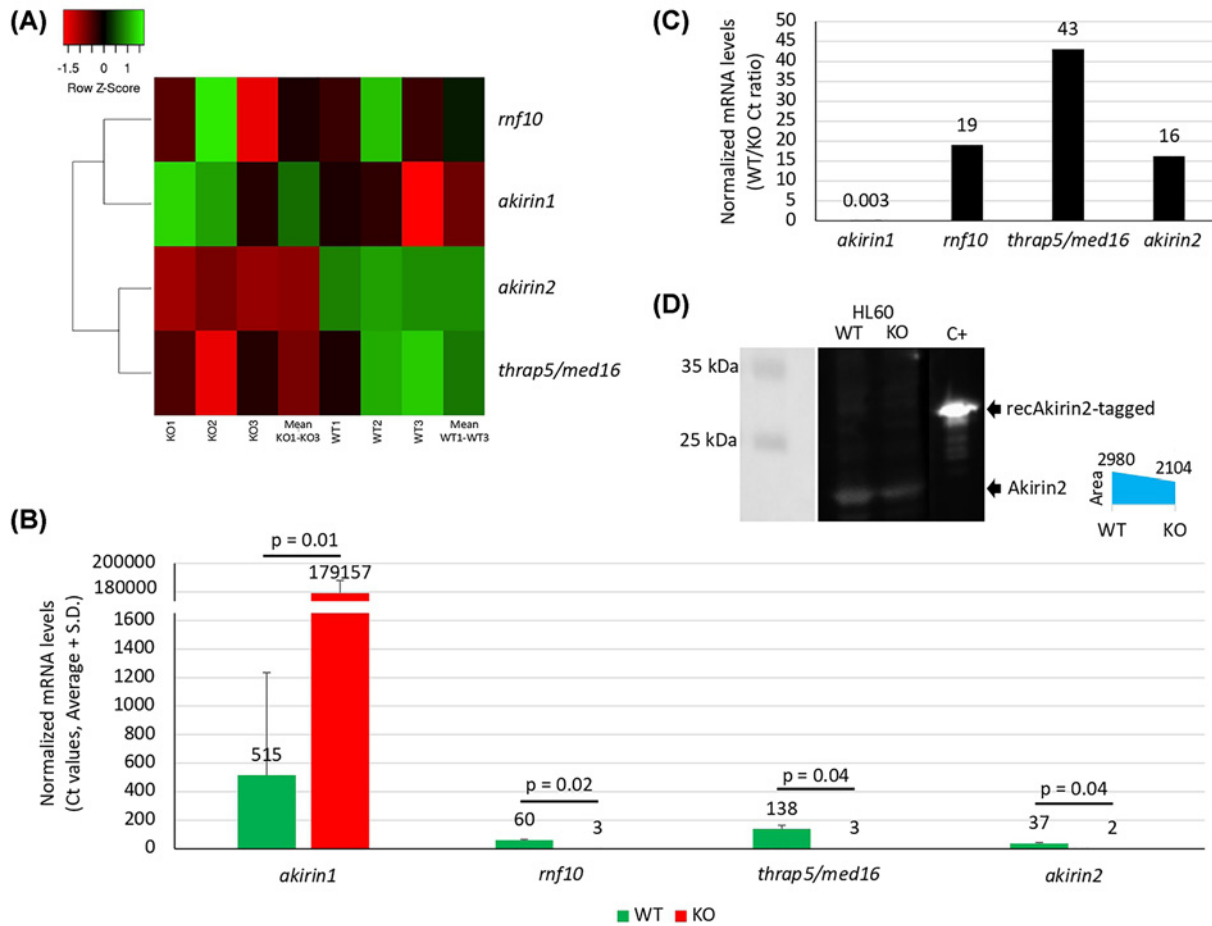 (A)
-1.5 0 1
Row Z-Score
rnf10
akirin1
akirin2
thrap5/med16
KO1 KO2 KO3 Mean KO1-KO3 WT1 WT2 WT3 Mean WT1-WT3
(C)
Normalized mRNA levels
(WT/KO Ct ratio)
50
45
40
35
30
25
20
15
10
5
0
0.003 19 43 16
akirin1 rnf10 thrap5/med16 akirin2
(D)
HL60
WT KO C+
35 kDa
25 kDa
recAkirin2-tagged
Akirin2
Area
2980 2104
WT KO
(B)
Normalized mRNA levels
(Ct values, Average + S.D.)
200000
180000
1600
1400
1200
1000
800
600
400
200
0
p = 0.01
515 179157
p = 0.02
60 3
p = 0.04
138 3
p = 0.04
37 2
akirin1 rnf10 thrap5/med16 akirin2
WT KO